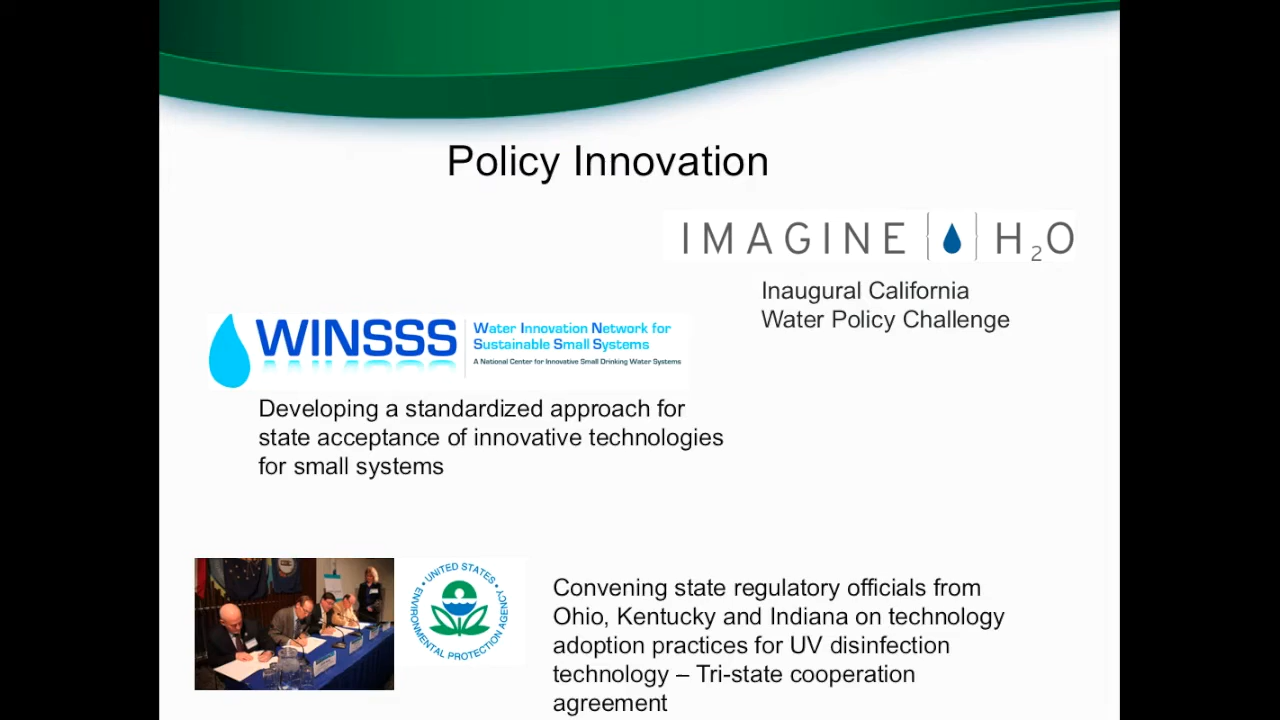 Policy Innovation
IMAGINE H2O
Inaugural California
Water Policy Challenge
WINSSS
Water Innovation Network for
Sustainable Small Systems
A National Center for Innovative Small Drinking Water Systems
Developing a standardized approach for
state acceptance of innovative technologies
for small systems
UNITED STATES
ENVIRONMENTAL PROTECTION AGENCY
Convening state regulatory officials from
Ohio, Kentucky and Indiana on technology
adoption practices for UV disinfection
technology – Tri-state cooperation
agreement